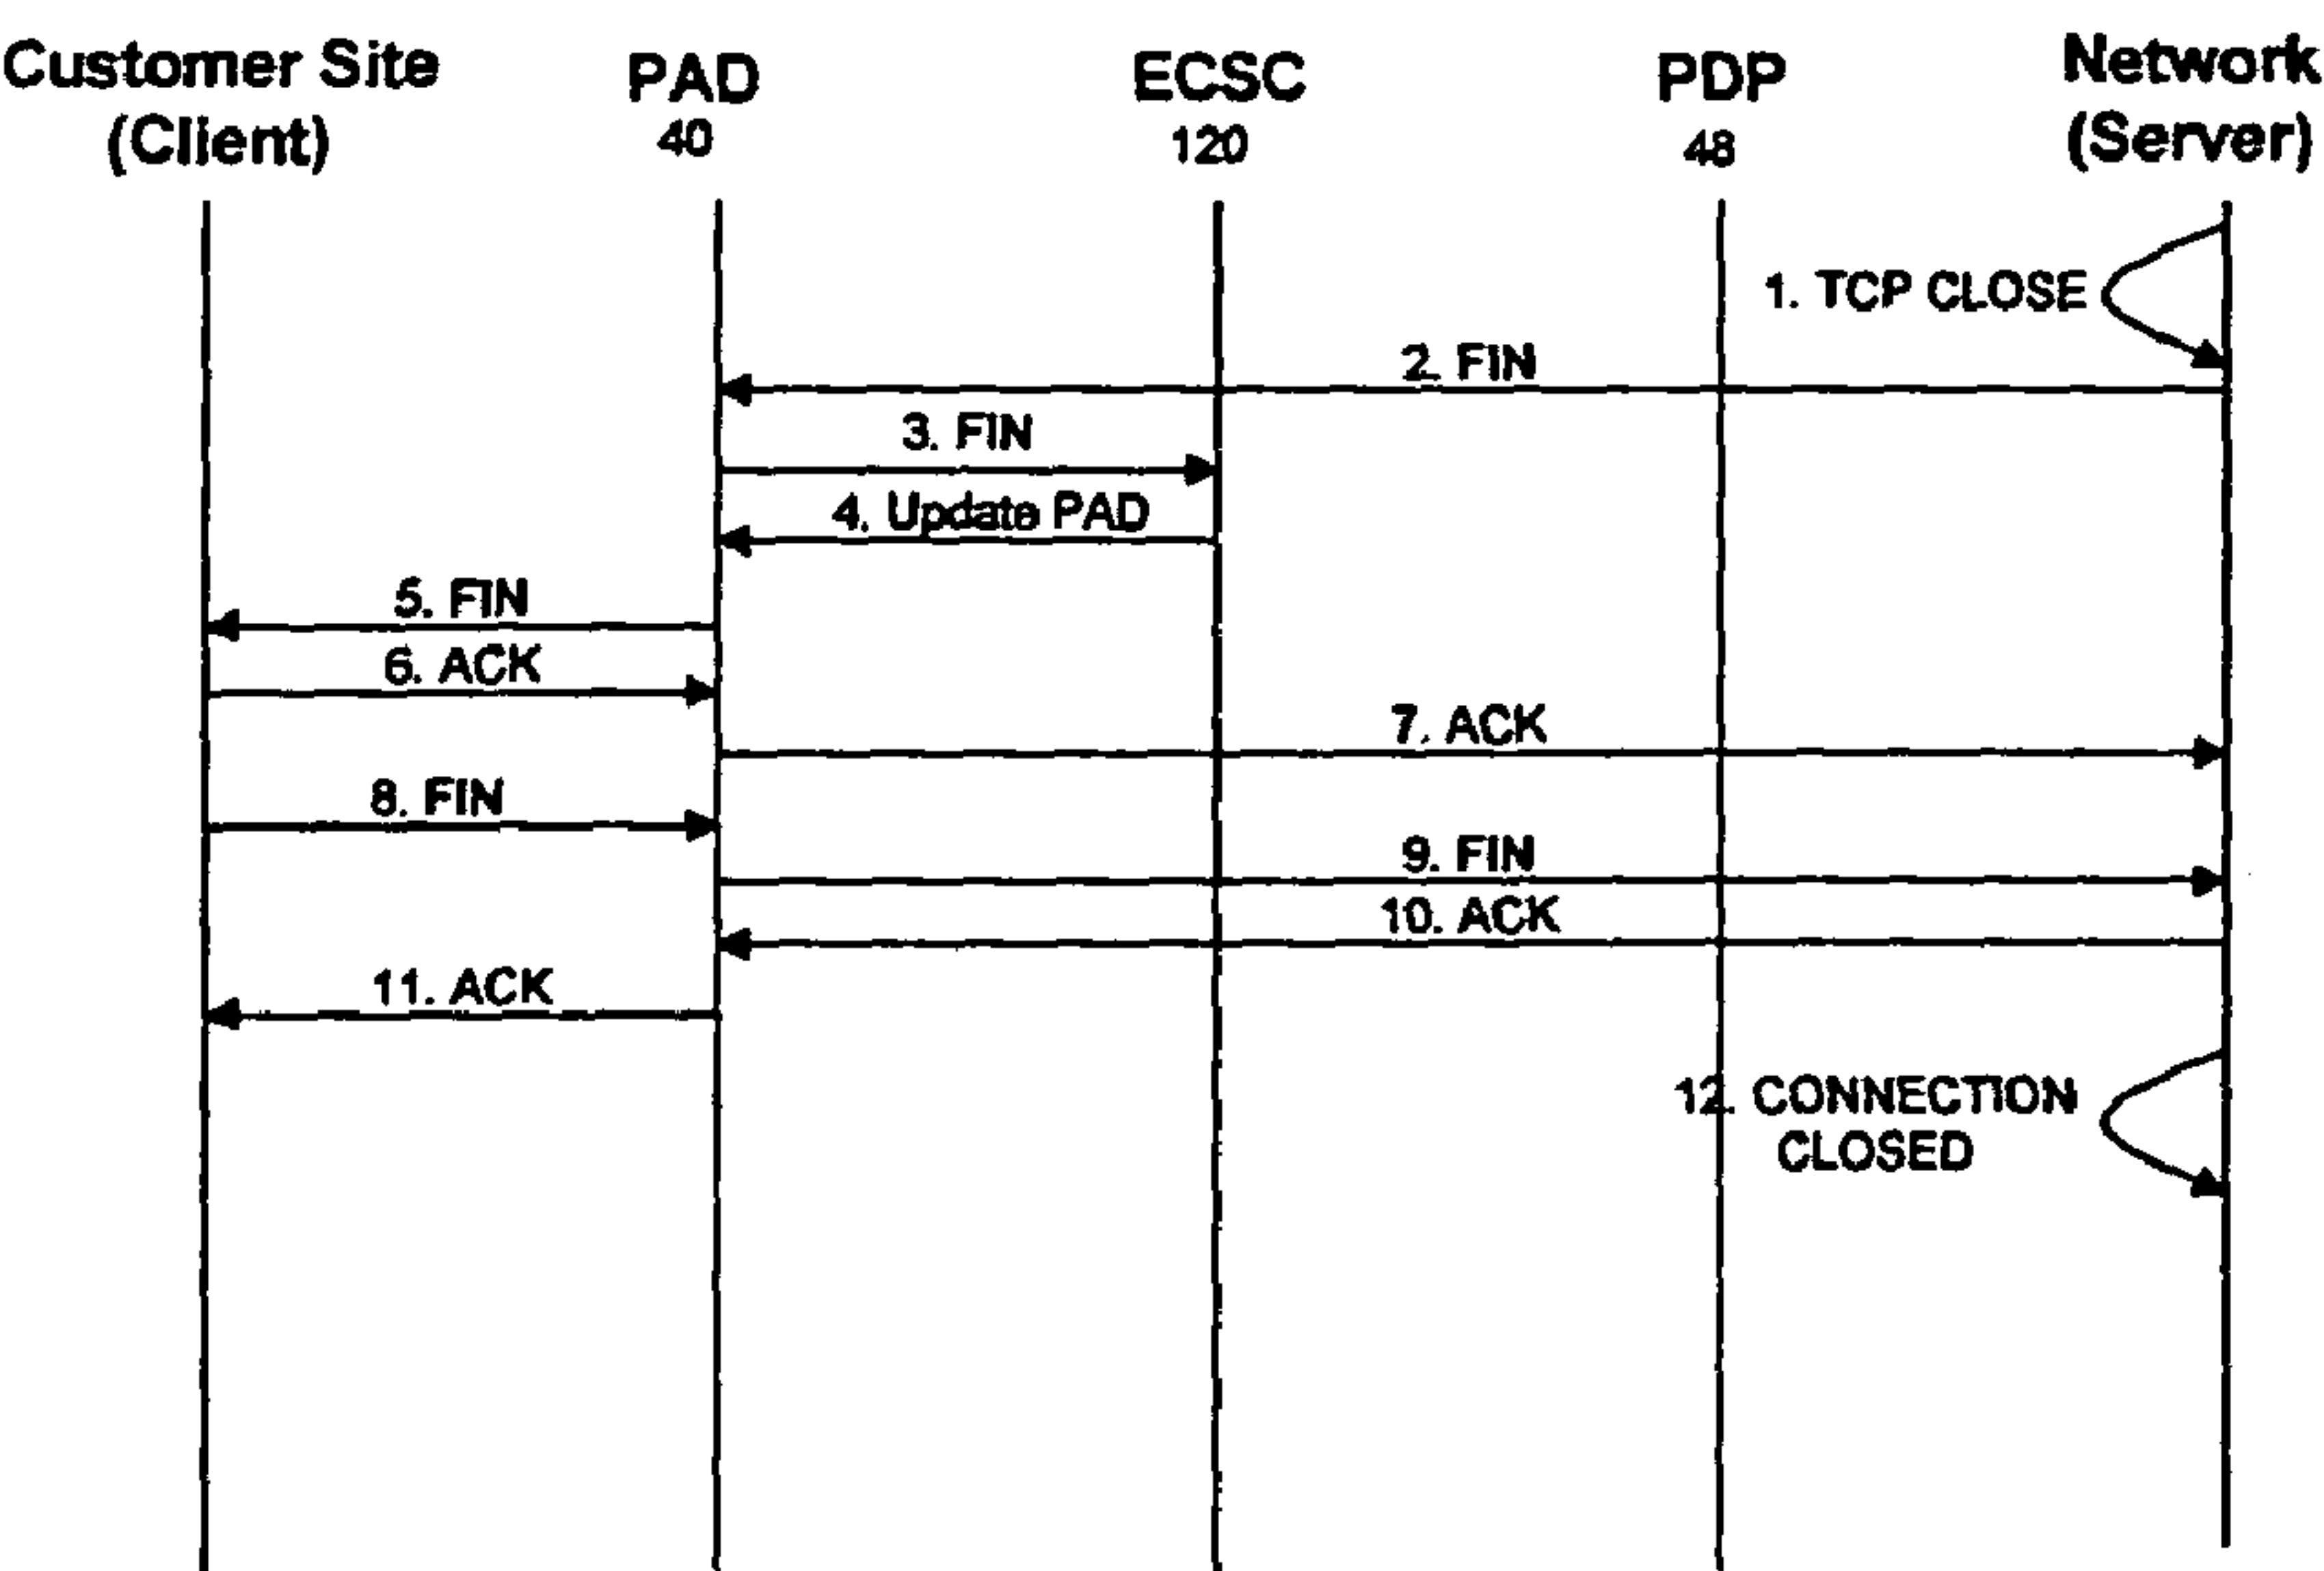 Customer Site
(Client)
PAD
40
ECSC
120
PDP
48
Network
(Server)
1. TCP CLOSE
2. FIN
3. FIN
4. Update PAD
5. FIN
6. ACK
7. ACK
8. FIN
9. FIN
10. ACK
11. ACK
12. CONNECTION
CLOSED